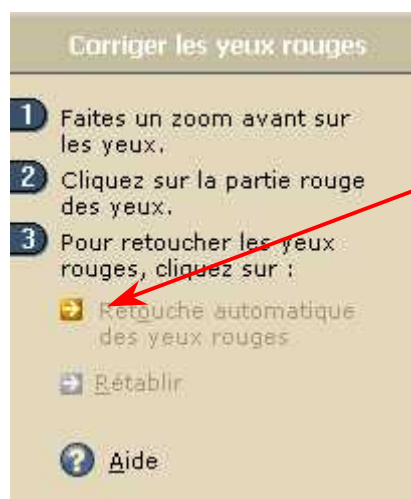 Corriger les yeux rouges
1 Faites un zoom avant sur
les yeux.
2 Cliquez sur la partie rouge
des yeux.
3 Pour retoucher les yeux
rouges, cliquez sur :
Retouche automatique
des yeux rouges
Rétablir
? Aide